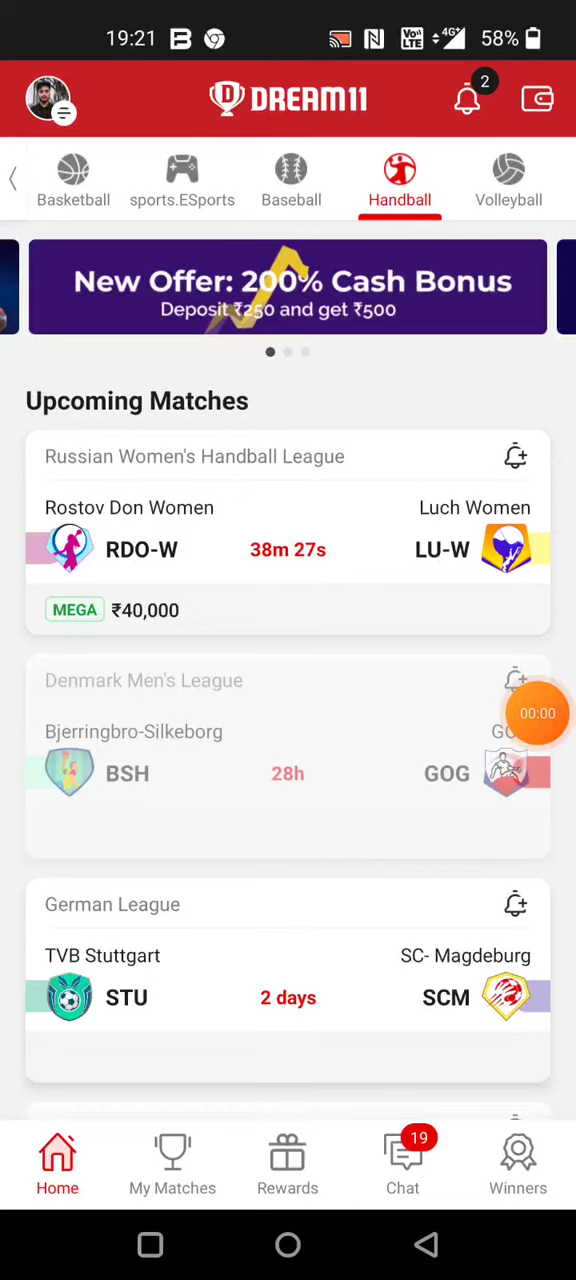 19:21
Vo LTE 4G+ 58%
DREAM11
2
Basketball sports.ESports Baseball Handball Volleyball
New Offer: 200% Cash Bonus
Deposit ₹250 and get ₹500
Upcoming Matches
Russian Women's Handball League
Rostov Don Women Luch Women
RDO-W 38m 27s LU-W
MEGA ₹40,000
Denmark Men's League
Bjerringbro-Silkeborg
BSH 28h GOG
00:00
German League
TVB Stuttgart SC- Magdeburg
STU 2 days SCM
19
Home My Matches Rewards Chat Winners